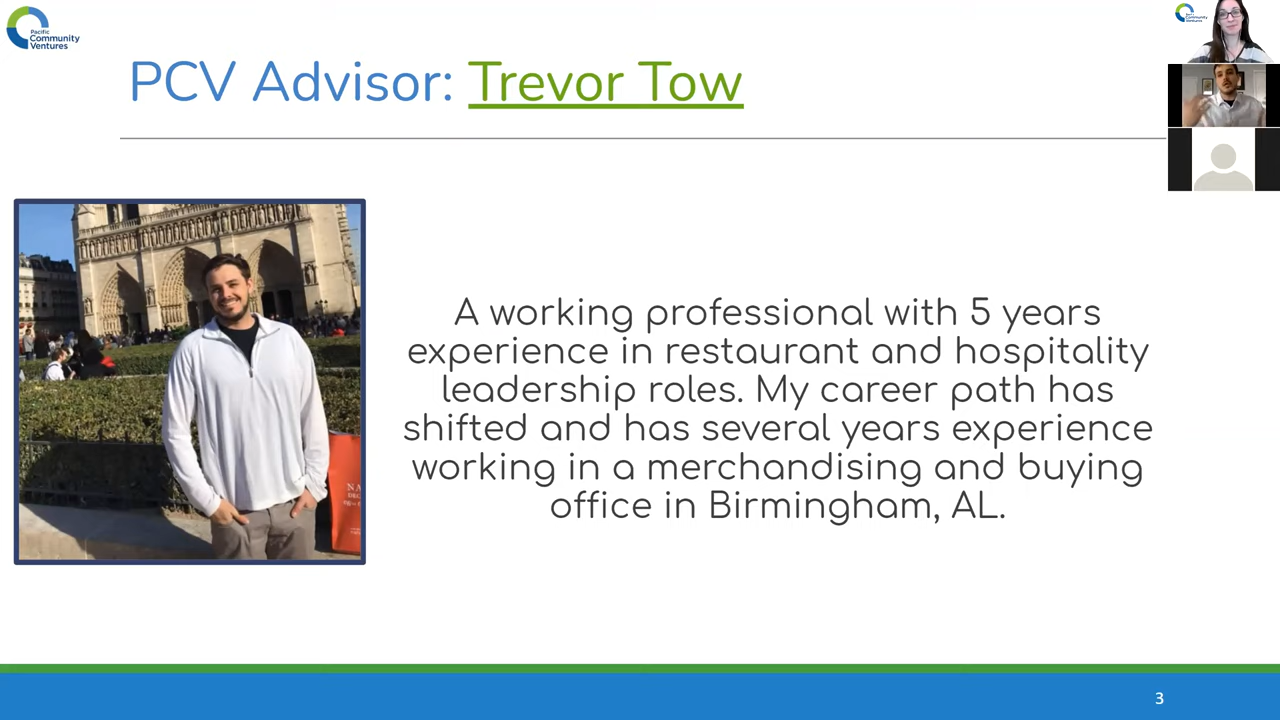 Pacific
Community
Ventures
PCV Advisor: Trevor Tow
A working professional with 5 years
experience in restaurant and hospitality
leadership roles. My career path has
shifted and has several years experience
working in a merchandising and buying
office in Birmingham, AL.
3